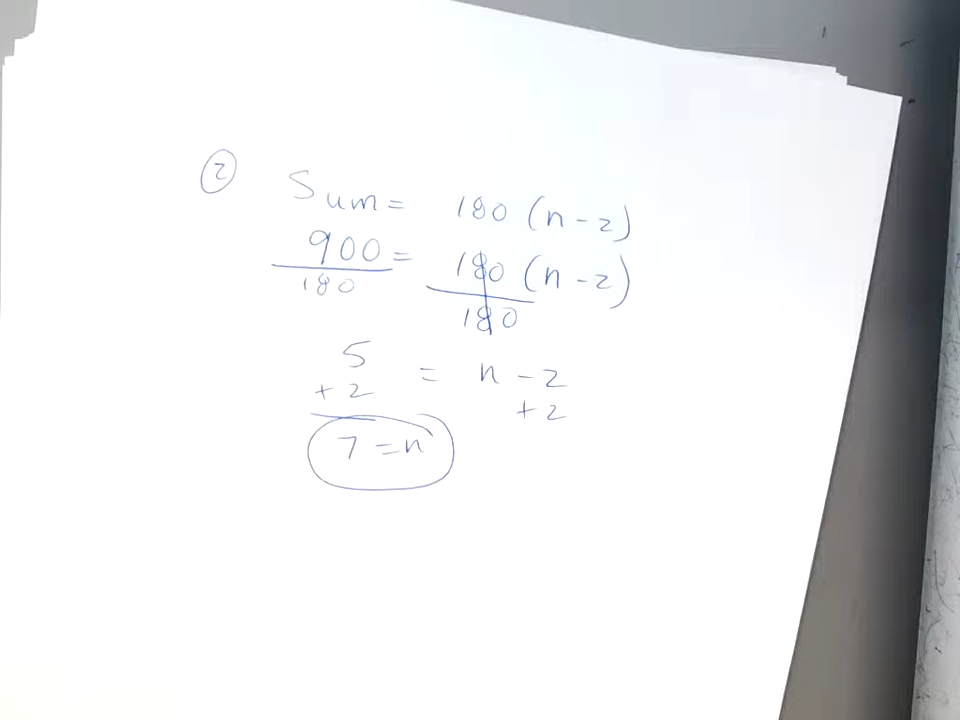 ② Sum = 180 (n - 2)
900 = 180 (n - 2)
180 180
5 = n - 2
+ 2 + 2
7 = n